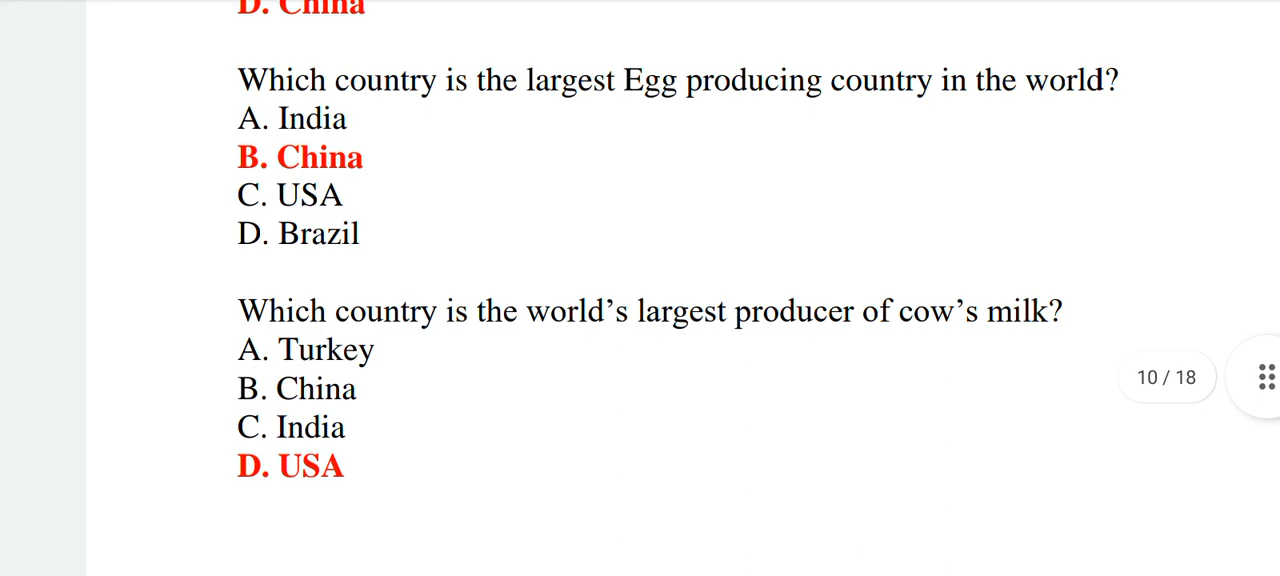 D. China
Which country is the largest Egg producing country in the world?
A. India
B. China
C. USA
D. Brazil
Which country is the world’s largest producer of cow’s milk?
A. Turkey
B. China
C. India
D. USA
10 / 18